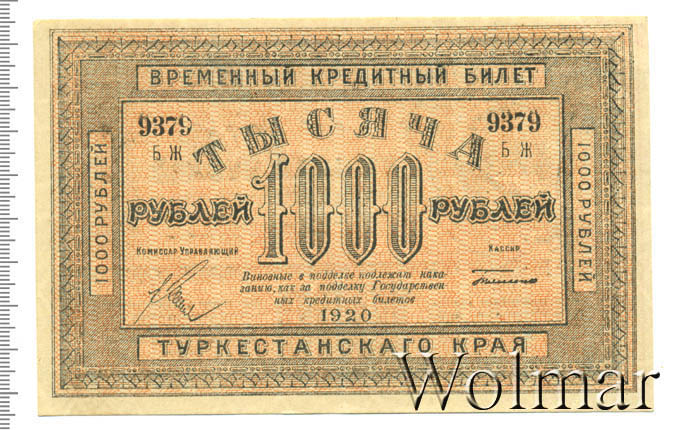 ВРЕМЕННЫЙ КРЕДИТНЫЙ БИЛЕТ
9379 9379
БЖ БЖ
ТЫСЯЧА
1000 РУБЛЕЙ
1000 РУБЛЕЙ
РУБЛЕЙ 1000 РУБЛЕЙ
КОМИССАР-УПРАВЛЯЮЩИЙ
КАССИР
Виновные в подделке подлежат нака-
занию, как за подделку Государствен
ных кредитных билетов
1920
ТУРКЕСТАНСКАГО КРАЯ
Wolmar